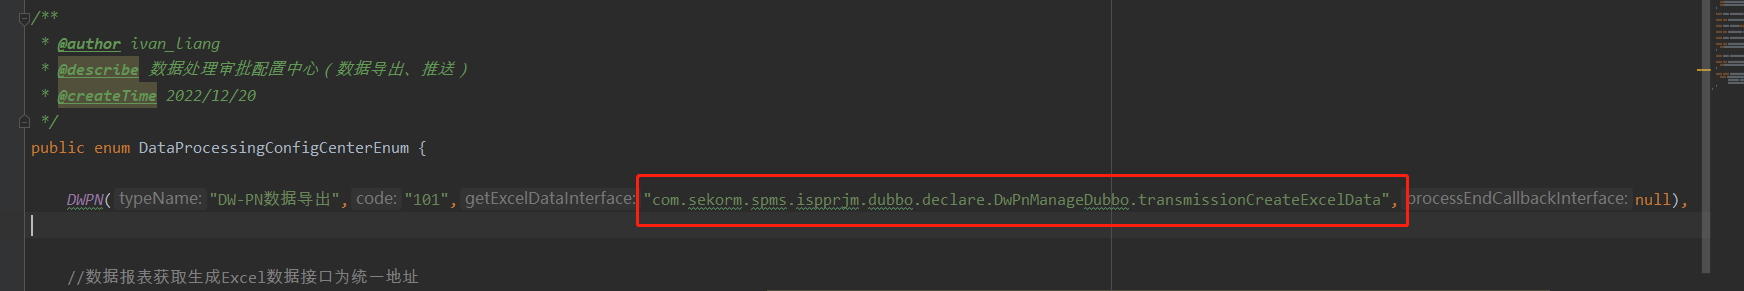 /**
* @author ivan_liang
* @describe 数据处理审批配置中心(数据导出、推送)
* @createTime 2022/12/20
*/
public enum DataProcessingConfigCenterEnum {
DWPN( typeName: "DW-PN数据导出", code: "101", getExcelDataInterface: "com.sekorm.spms.ispprjm.dubbo.declare.DwPnManageDubbo.transmissionCreateExcelData", processEndCallbackInterface: null),
//数据报表获取生成Excel数据接口为统一地址